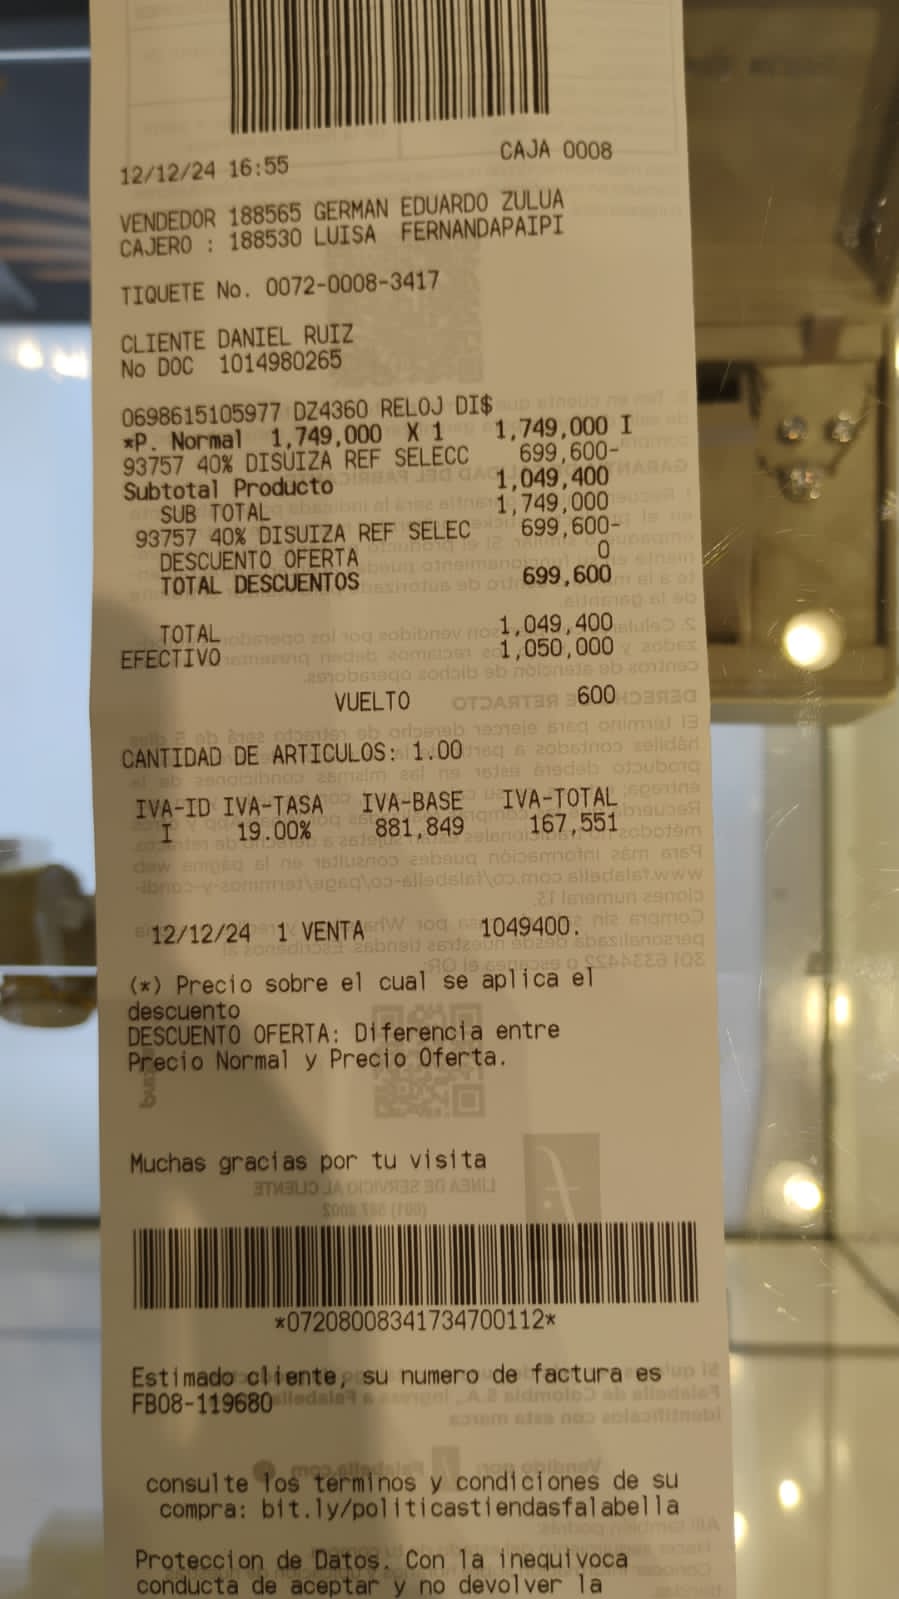 12/12/24 16:55 CAJA 0008
VENDEDOR 188565 GERMAN EDUARDO ZULUA
CAJERO : 188530 LUISA FERNANDAPAIPI
TIQUETE No. 0072-0008-3417
CLIENTE DANIEL RUIZ
No DOC 1014980265
0698615105977 DZ4360 RELOJ DI$
*P. Normal 1,749,000 X 1 1,749,000 I
93757 40% DISUIZA REF SELECC 699,600-
Subtotal Producto 1,049,400
SUB TOTAL 1,749,000
93757 40% DISUIZA REF SELEC 699,600-
DESCUENTO OFERTA 0
TOTAL DESCUENTOS 699,600
TOTAL 1,049,400
EFECTIVO 1,050,000
VUELTO 600
CANTIDAD DE ARTICULOS: 1.00
IVA-ID IVA-TASA IVA-BASE IVA-TOTAL
I 19.00% 881,849 167,551
12/12/24 1 VENTA 1049400.
(*) Precio sobre el cual se aplica el
descuento
DESCUENTO OFERTA: Diferencia entre
Precio Normal y Precio Oferta.
Muchas gracias por tu visita
*07208008341734700112*
Estimado cliente, su numero de factura es
FB08-119680
consulte los terminos y condiciones de su
compra: bit.ly/politicastiendasfalabella
Proteccion de Datos. Con la inequivoca
conducta de aceptar y no devolver la